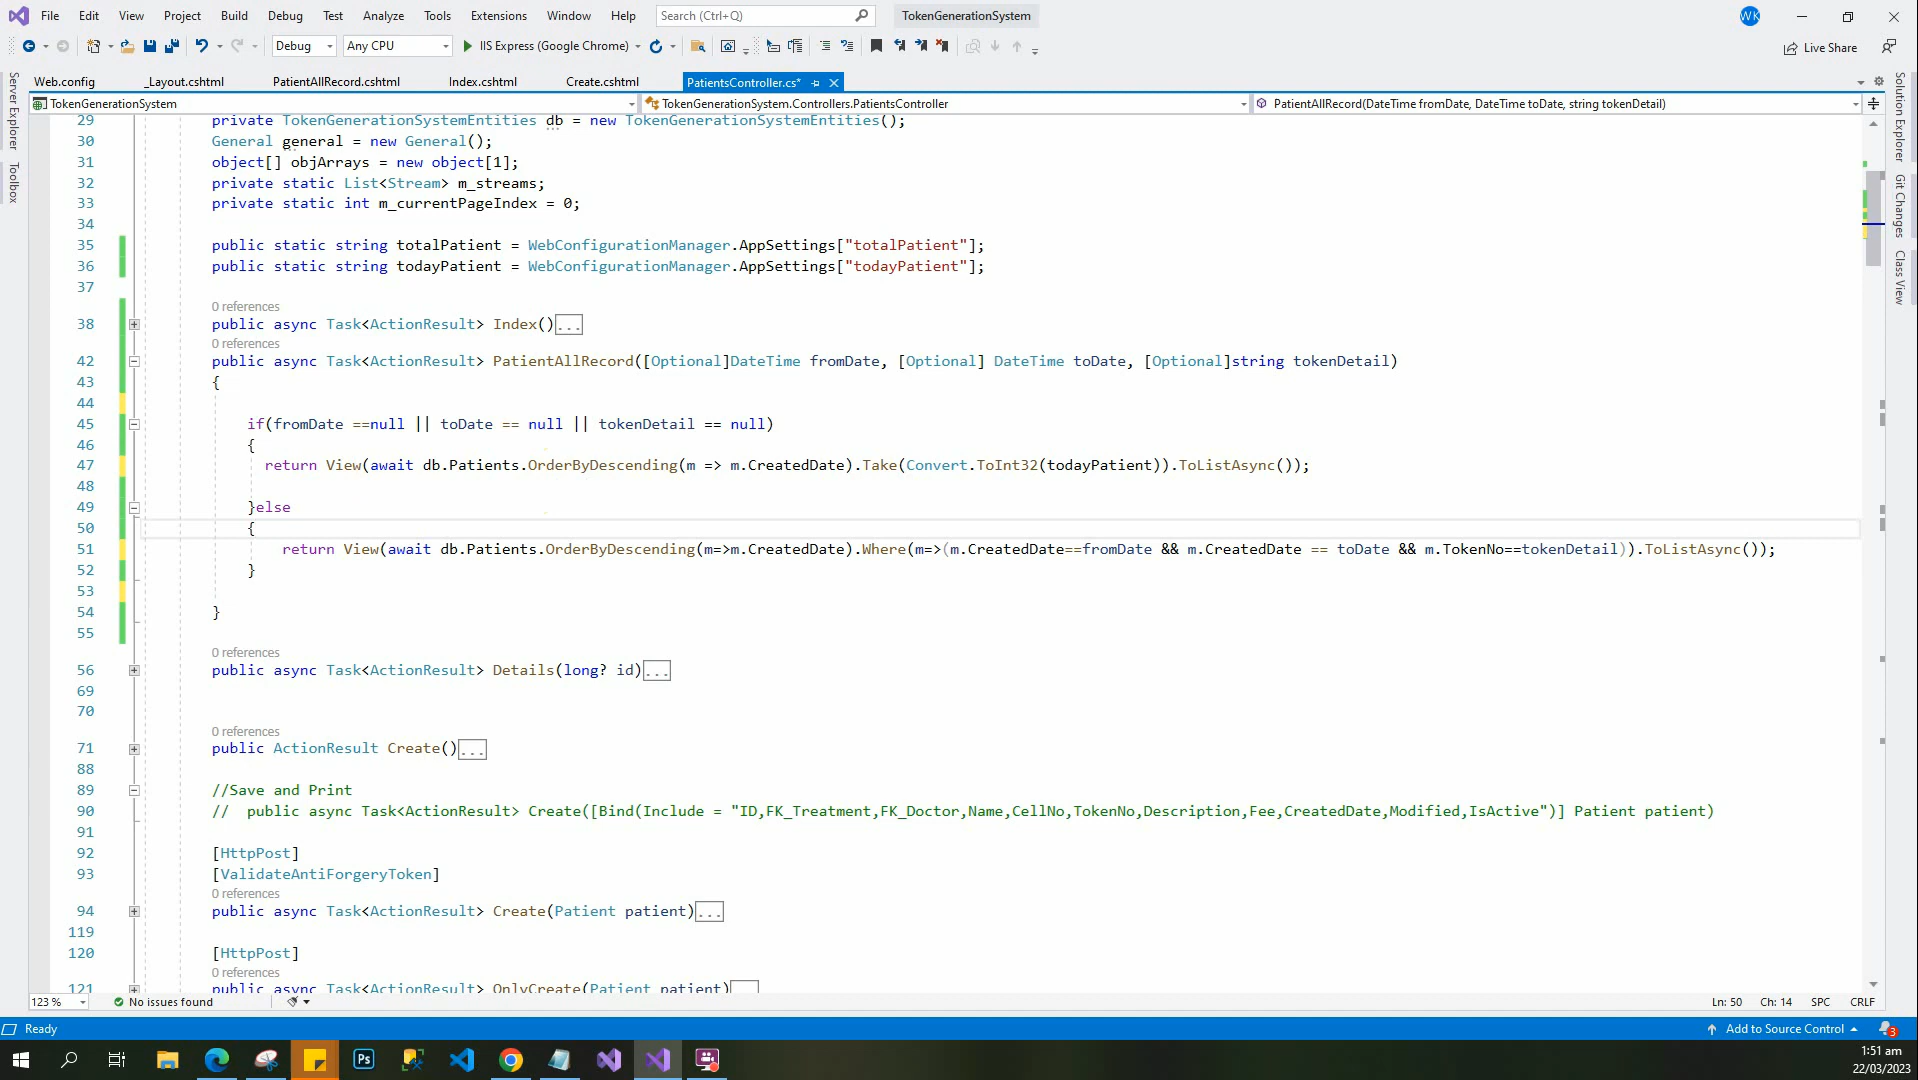 File Edit View Project Build Debug Test Analyze Tools Extensions Window Help Search (Ctrl+Q) TokenGenerationSystem WK
Debug Any CPU IIS Express (Google Chrome) Live Share
Web.config _Layout.cshtml PatientAllRecord.cshtml Index.cshtml Create.cshtml PatientsController.cs*
TokenGenerationSystem TokenGenerationSystem.Controllers.PatientsController PatientAllRecord(DateTime fromDate, DateTime toDate, string tokenDetail)
Server Explorer
Toolbox
Solution Explorer
Git Changes
Class View
29 private TokenGenerationSystemEntities db = new TokenGenerationSystemEntities();
30 General general = new General();
31 object[] objArrays = new object[1];
32 private static List<Stream> m_streams;
33 private static int m_currentPageIndex = 0;
34
35 public static string totalPatient = WebConfigurationManager.AppSettings["totalPatient"];
36 public static string todayPatient = WebConfigurationManager.AppSettings["todayPatient"];
37
0 references
38 public async Task<ActionResult> Index()...
0 references
42 public async Task<ActionResult> PatientAllRecord([Optional]DateTime fromDate, [Optional] DateTime toDate, [Optional]string tokenDetail)
43 {
44
45 if(fromDate ==null || toDate == null || tokenDetail == null)
46 {
47 return View(await db.Patients.OrderByDescending(m => m.CreatedDate).Take(Convert.ToInt32(todayPatient)).ToListAsync());
48
49 }else
50 {
51 return View(await db.Patients.OrderByDescending(m=>m.CreatedDate).Where(m=>(m.CreatedDate==fromDate && m.CreatedDate == toDate && m.TokenNo==tokenDetail)).ToListAsync());
52 }
53
54 }
55
0 references
56 public async Task<ActionResult> Details(long? id)...
69
70
0 references
71 public ActionResult Create()...
88
89 //Save and Print
90 // public async Task<ActionResult> Create([Bind(Include = "ID,FK_Treatment,FK_Doctor,Name,CellNo,TokenNo,Description,Fee,CreatedDate,Modified,IsActive")] Patient patient)
91
92 [HttpPost]
93 [ValidateAntiForgeryToken]
0 references
94 public async Task<ActionResult> Create(Patient patient)...
119
120 [HttpPost]
0 references
121 public async Task<ActionResult> OnlyCreate(Patient patient)
123 % No issues found Ln: 50 Ch: 14 SPC CRLF
Ready Add to Source Control 3
Ps
1:51 am
22/03/2023